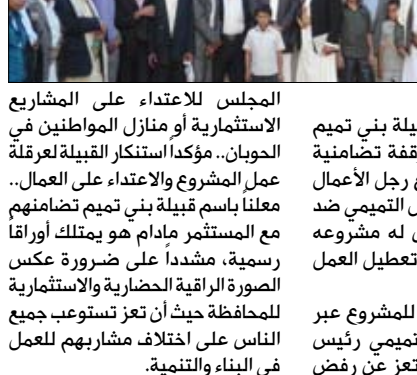 يلة بني تميم
قفة تضامنية
رجل الأعمال
التميمي ضد
له مشروعه
تعطيل العمل
للمشروع عبر
تميمي رئيس
تعز عن رفض
المجلس للاعتداء على المشاريع
الاستثمارية أو منازل المواطنين في
الحوبان.. مؤكداً استنكار القبيلة لعرقلة
عمل المشروع والاعتداء على العمال..
معلناً باسم قبيلة بني تميم تضامنهم
مع المستثمر مادام هو يمتلك أوراقاً
رسمية، مشدداً على ضرورة عكس
الصورة الراقية الحضارية والاستثمارية
للمحافظة حيث أن تعز تستوعب جميع
الناس على اختلاف مشاربهم للعمل
في البناء والتنمية.